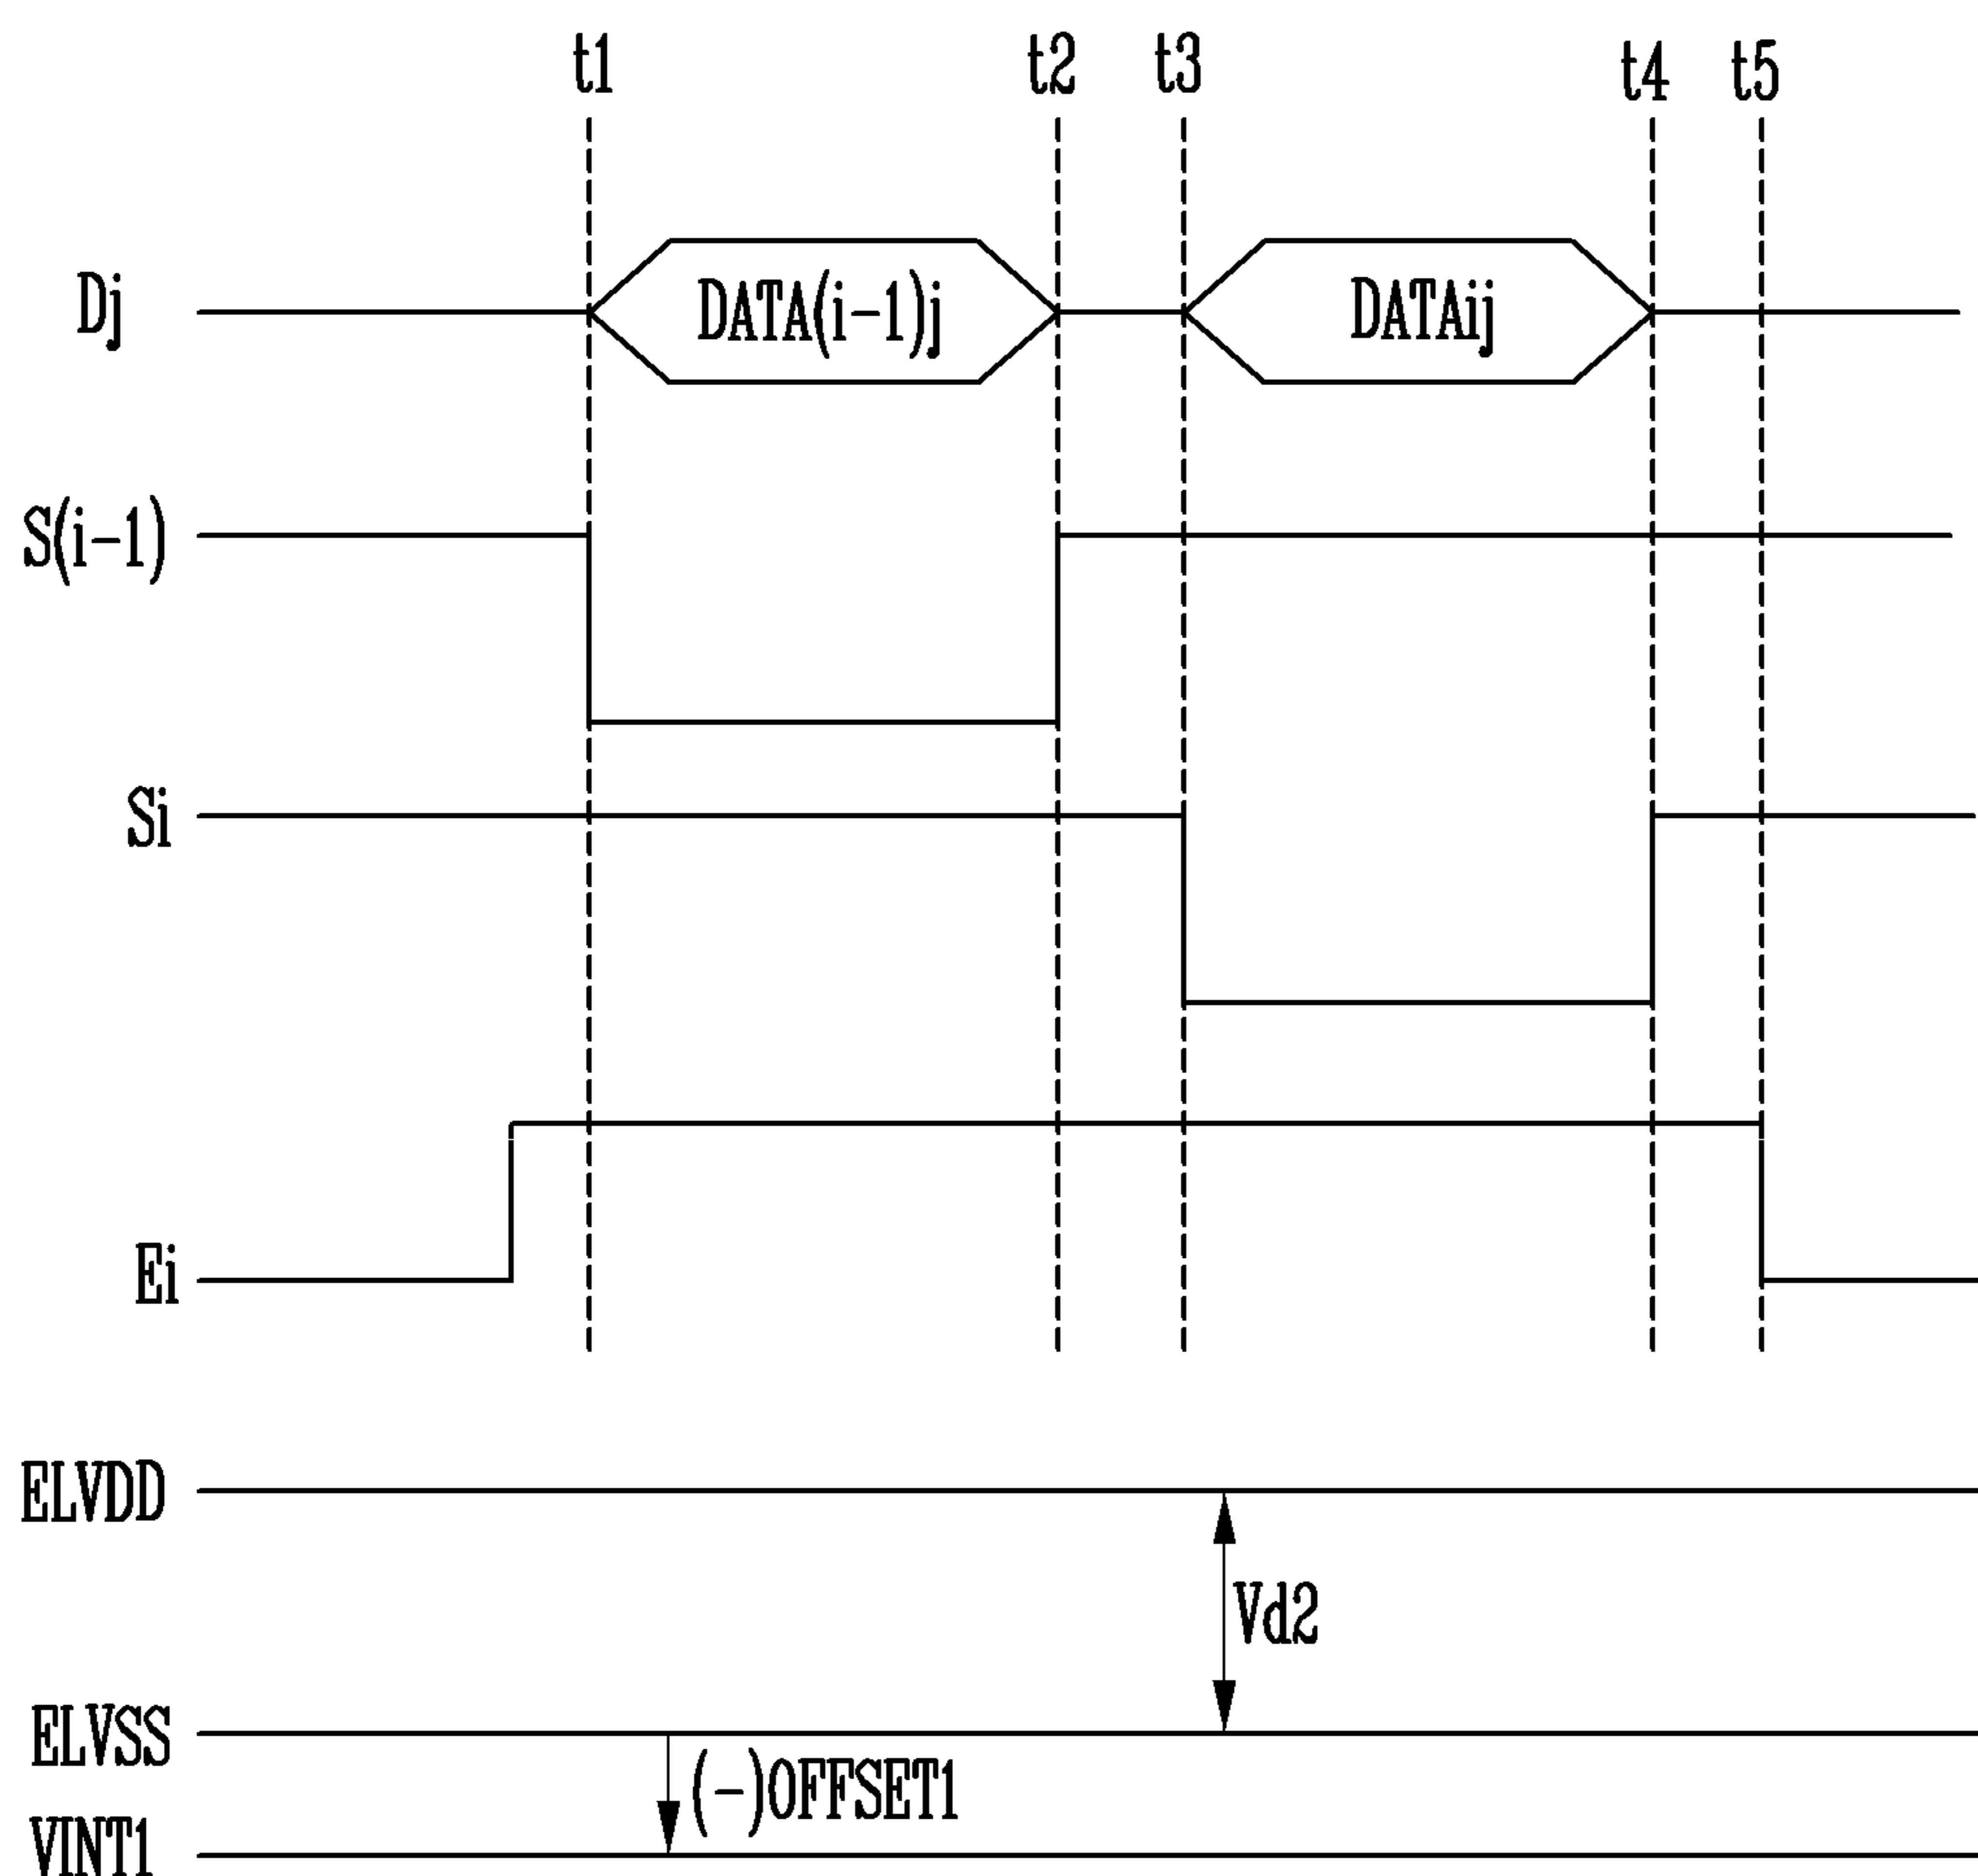 t1 t2 t3 t4 t5
Dj DATA(i-1)j DATAij
S(i-1)
Si
Ei
ELVDD
Vd2
ELVSS
(-)OFFSET1
VINT1